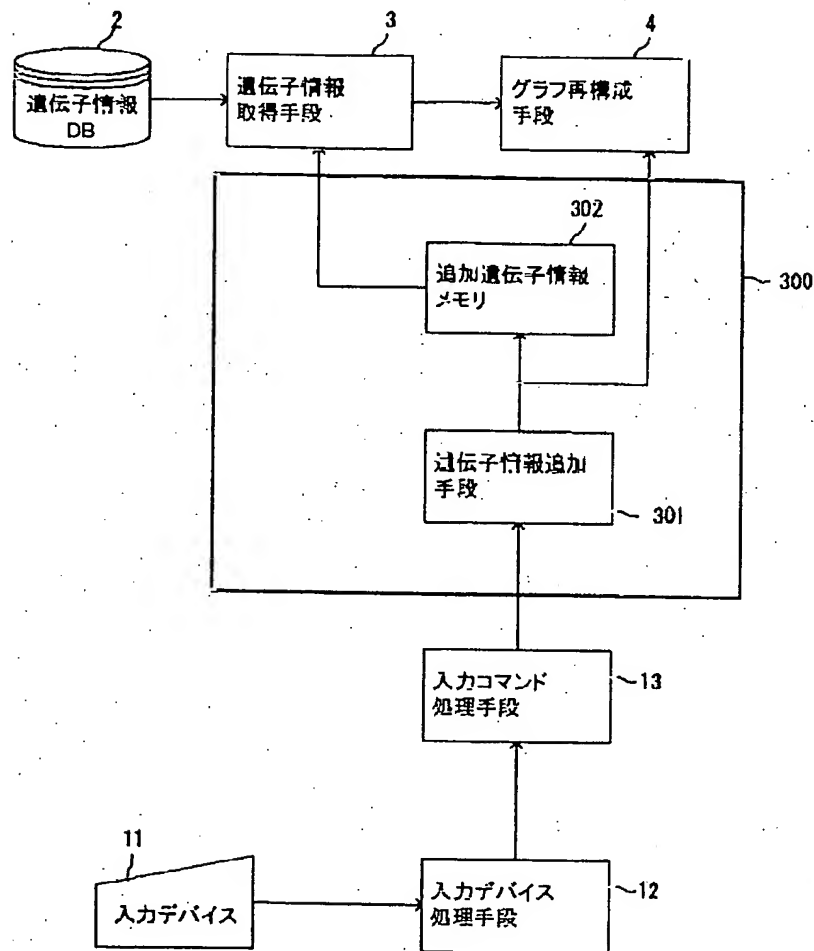 2
遺伝子情報
DB
3
遺伝子情報
取得手段
4
グラフ再構成
手段
302
追加遺伝子情報
メモリ
300
遺伝子情報追加
手段
301
入力コマンド
処理手段
13
11
入力デバイス
入力デバイス
処理手段
12